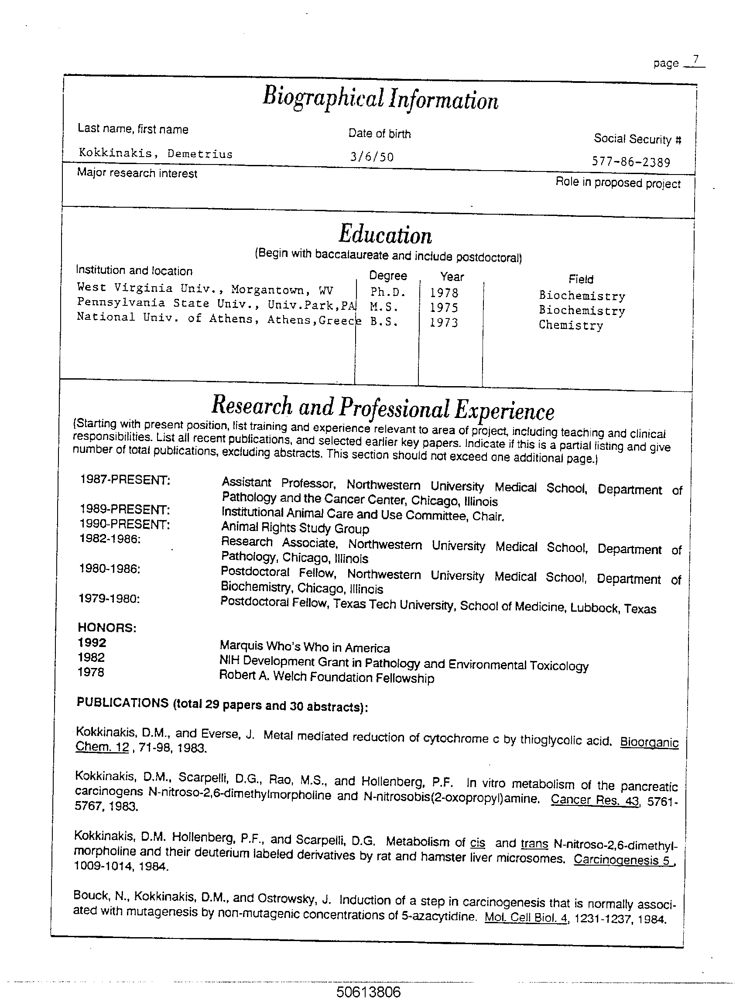 page 7
Biographical Information
Last name, first name Date of birth Social Security #
Kokkinakis, Demetrius 3/6/50 577-86-2389
Major research interest Role in proposed project
Education
(Begin with baccalaureate and include postdoctoral)
Institution and location Degree Year Field
West Virginia Univ., Morgantown, WV Ph.D. 1978 Biochemistry
Pennsylvania State Univ., Univ.Park,PA M.S. 1975 Biochemistry
National Univ. of Athens, Athens,Greece B.S. 1973 Chemistry
Research and Professional Experience
(Starting with present position, list training and experience relevant to area of project, including teaching and clinical
responsibilities. List all recent publications, and selected earlier key papers. Indicate if this is a partial listing and give
number of total publications, excluding abstracts. This section should not exceed one additional page.)
1987-PRESENT: Assistant Professor, Northwestern University Medical School, Department of
Pathology and the Cancer Center, Chicago, Illinois
1989-PRESENT: Institutional Animal Care and Use Committee, Chair.
1990-PRESENT: Animal Rights Study Group
1982-1986: Research Associate, Northwestern University Medical School, Department of
Pathology, Chicago, Illinois
1980-1986: Postdoctoral Fellow, Northwestern University Medical School, Department of
Biochemistry, Chicago, Illinois
1979-1980: Postdoctoral Fellow, Texas Tech University, School of Medicine, Lubbock, Texas
HONORS:
1992 Marquis Who's Who in America
1982 NIH Development Grant in Pathology and Environmental Toxicology
1978 Robert A. Welch Foundation Fellowship
PUBLICATIONS (total 29 papers and 30 abstracts):
Kokkinakis, D.M., and Everse, J. Metal mediated reduction of cytochrome c by thioglycolic acid. Bioorganic
Chem. 12 , 71-98, 1983.
Kokkinakis, D.M., Scarpelli, D.G., Rao, M.S., and Hollenberg, P.F. In vitro metabolism of the pancreatic
carcinogens N-nitroso-2,6-dimethylmorpholine and N-nitrosobis(2-oxopropyl)amine. Cancer Res. 43, 5761-
5767, 1983.
Kokkinakis, D.M. Hollenberg, P.F., and Scarpelli, D.G. Metabolism of cis and trans N-nitroso-2,6-dimethyl-
morpholine and their deuterium labeled derivatives by rat and hamster liver microsomes. Carcinogenesis 5 ,
1009-1014, 1984.
Bouck, N., Kokkinakis, D.M., and Ostrowsky, J. Induction of a step in carcinogenesis that is normally associ-
ated with mutagenesis by non-mutagenic concentrations of 5-azacytidine. Mol. Cell Biol. 4, 1231-1237, 1984.
50613806